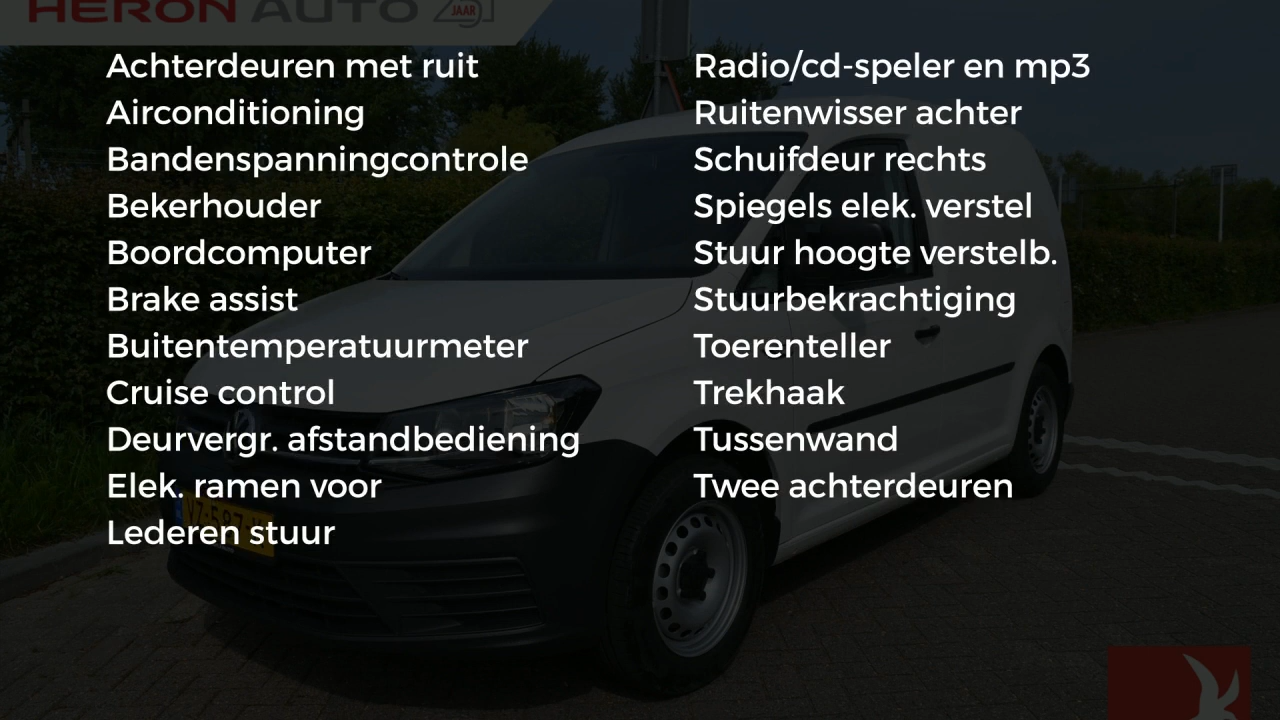 HERON AUTO
JAAR
Achterdeuren met ruit
Airconditioning
Bandenspanningcontrole
Bekerhouder
Boordcomputer
Brake assist
Buitentemperatuurmeter
Cruise control
Deurvergr. afstandbediening
Elek. ramen voor
Lederen stuur
Radio/cd-speler en mp3
Ruitenwisser achter
Schuifdeur rechts
Spiegels elek. verstel
Stuur hoogte verstelb.
Stuurbekrachtiging
Toerenteller
Trekhaak
Tussenwand
Twee achterdeuren